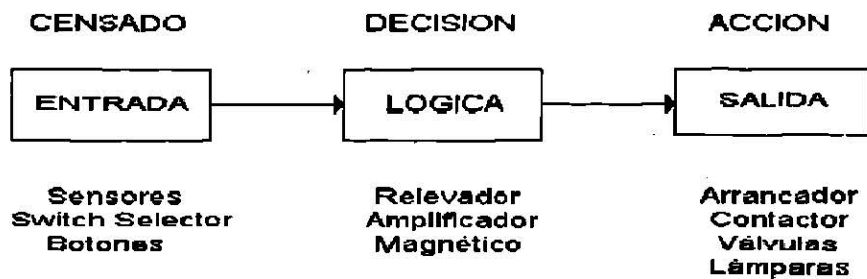 CENSADO DECISION ACCION
ENTRADA LOGICA SALIDA
Sensores Relevador Arrancador
Switch Selector Amplificador Contactor
Botones Magnético Válvulas
Lámparas